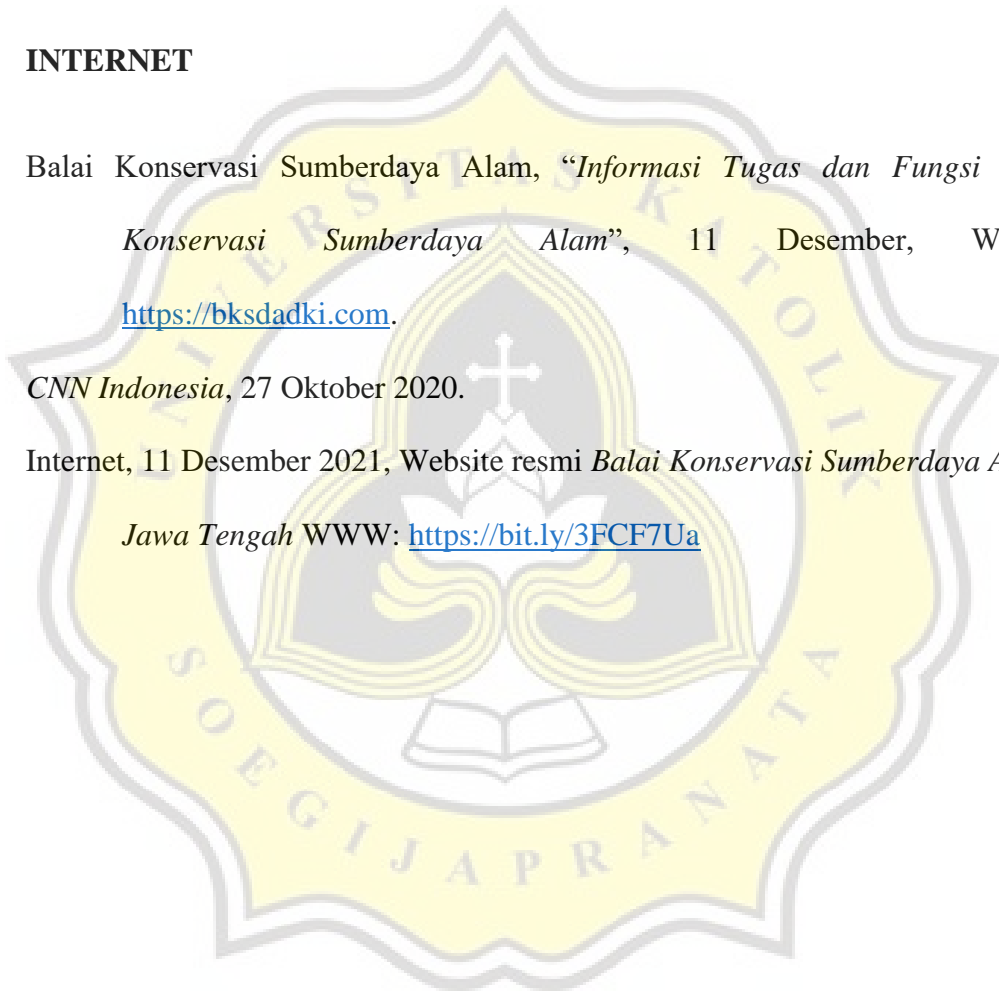 INTERNET
Balai Konservasi Sumberdaya Alam, “Informasi Tugas dan Fungsi
Konservasi Sumberdaya Alam”, 11 Desember,
https://bksdadki.com.
CNN Indonesia, 27 Oktober 2020.
Internet, 11 Desember 2021, Website resmi Balai Konservasi Sumberdaya
Jawa Tengah WWW: https://bit.ly/3FCF7Ua
UNIVERSITAS KATOLIK
SOEGIJAPRANATA